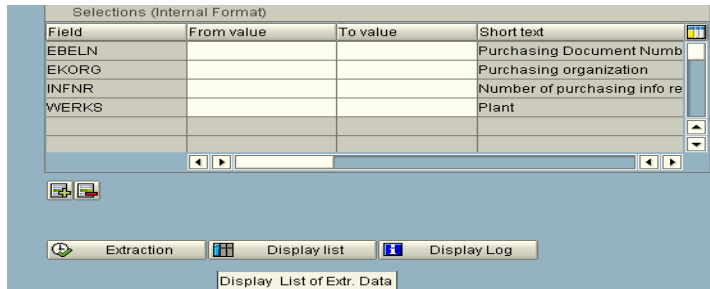 Selections (Internal Format)
Field From value To value Short text
EBELN Purchasing Document Numb
EKORG Purchasing organization
INFNR Number of purchasing info re
WERKS Plant
Extraction Display list Display Log
Display List of Extr. Data